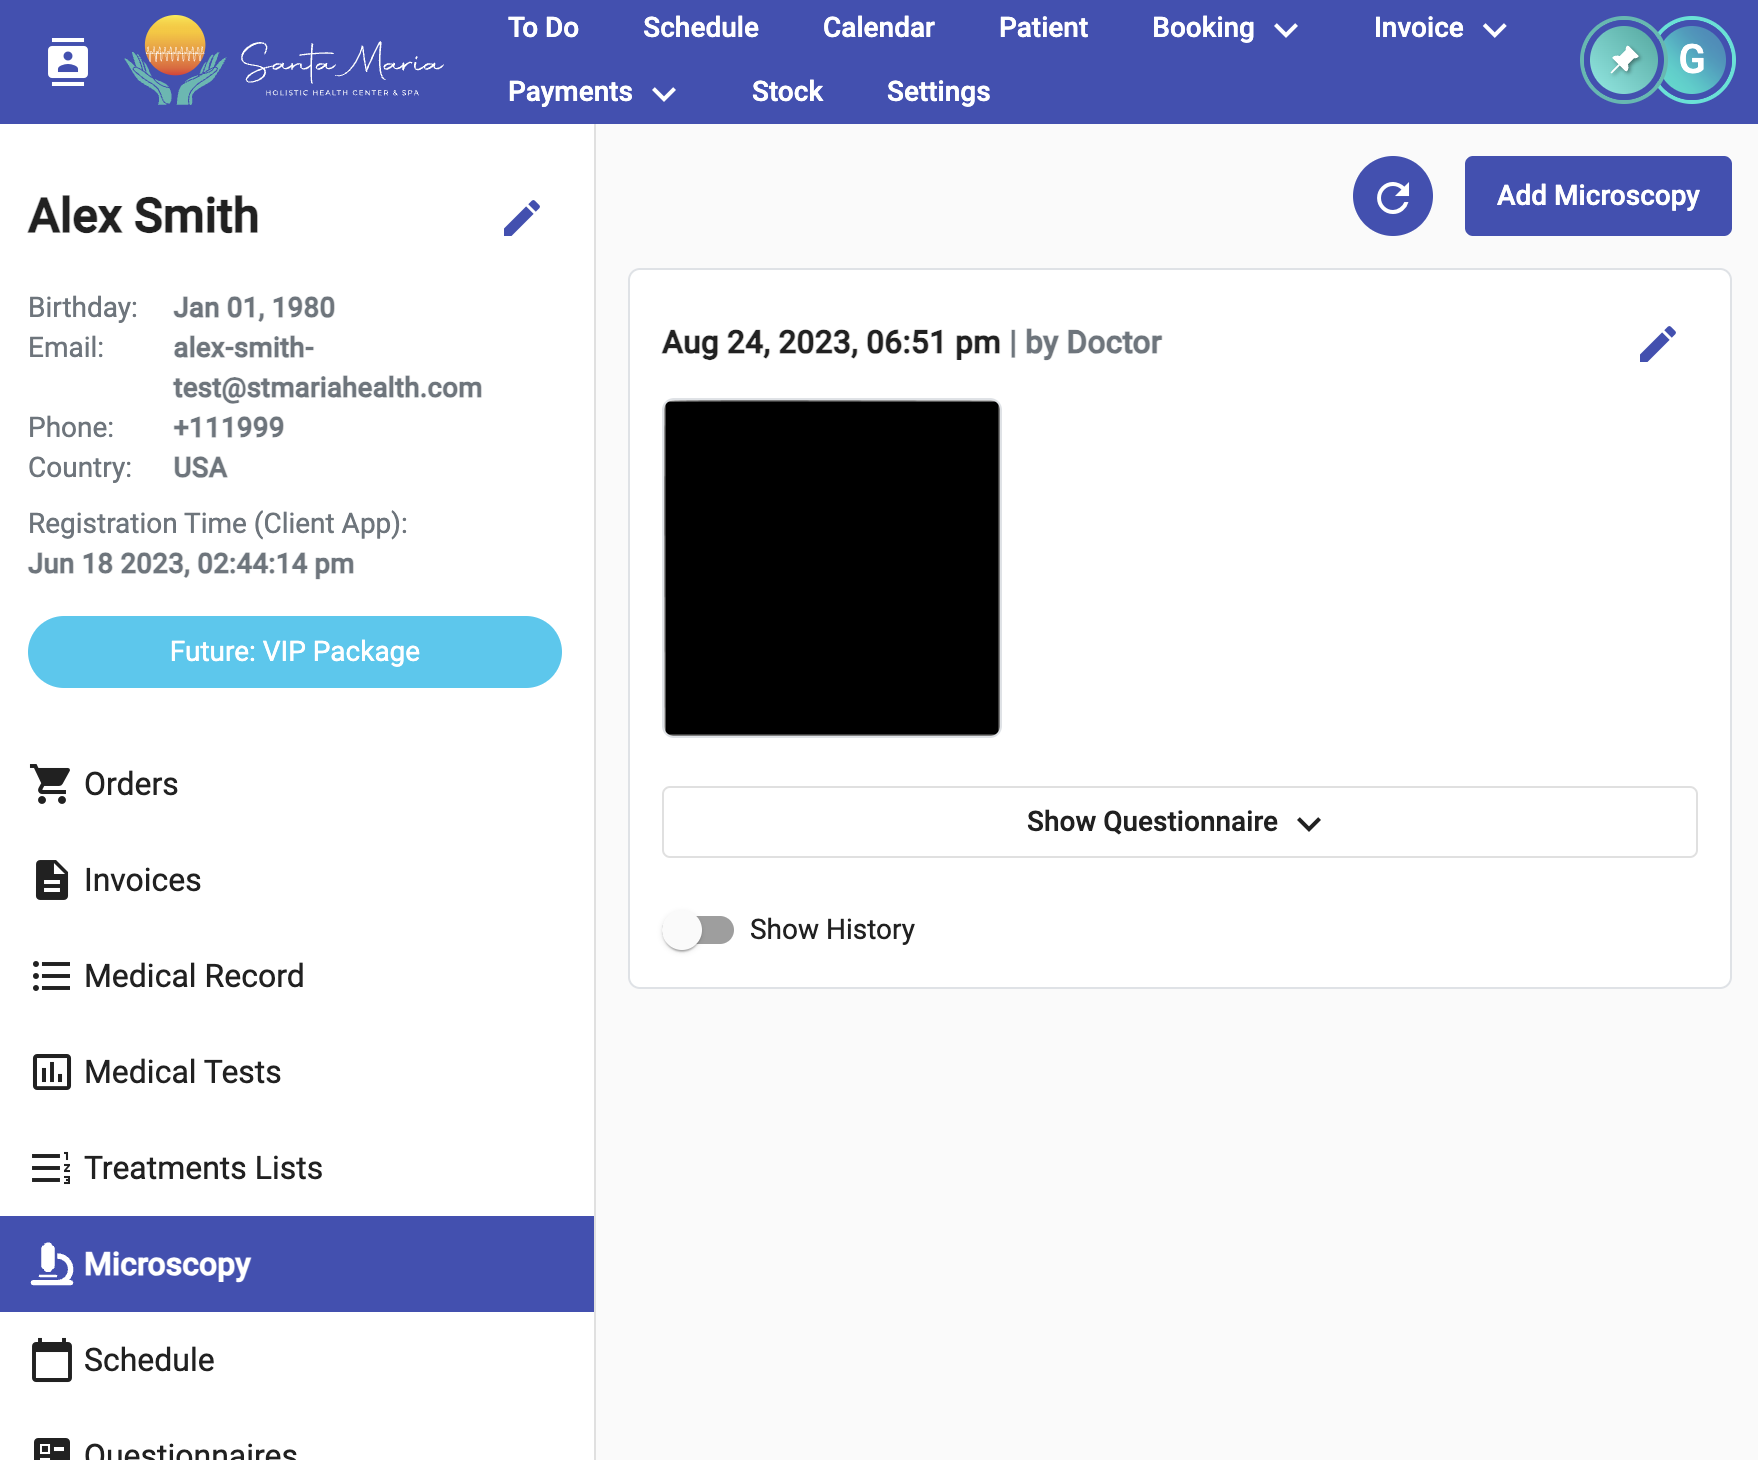 To Do Schedule Calendar Patient Booking Invoice
Payments Stock Settings
Santa Maria
HOLISTIC HEALTH CENTER & SPA
G
Alex Smith
Birthday: Jan 01, 1980
Email: alex-smith-
test@stmariahealth.com
Phone: +111999
Country: USA
Registration Time (Client App):
Jun 18 2023, 02:44:14 pm
Future: VIP Package
Orders
Invoices
Medical Record
Medical Tests
Treatments Lists
Microscopy
Schedule
Questionnaires
Add Microscopy
Aug 24, 2023, 06:51 pm | by Doctor
Show Questionnaire
Show History